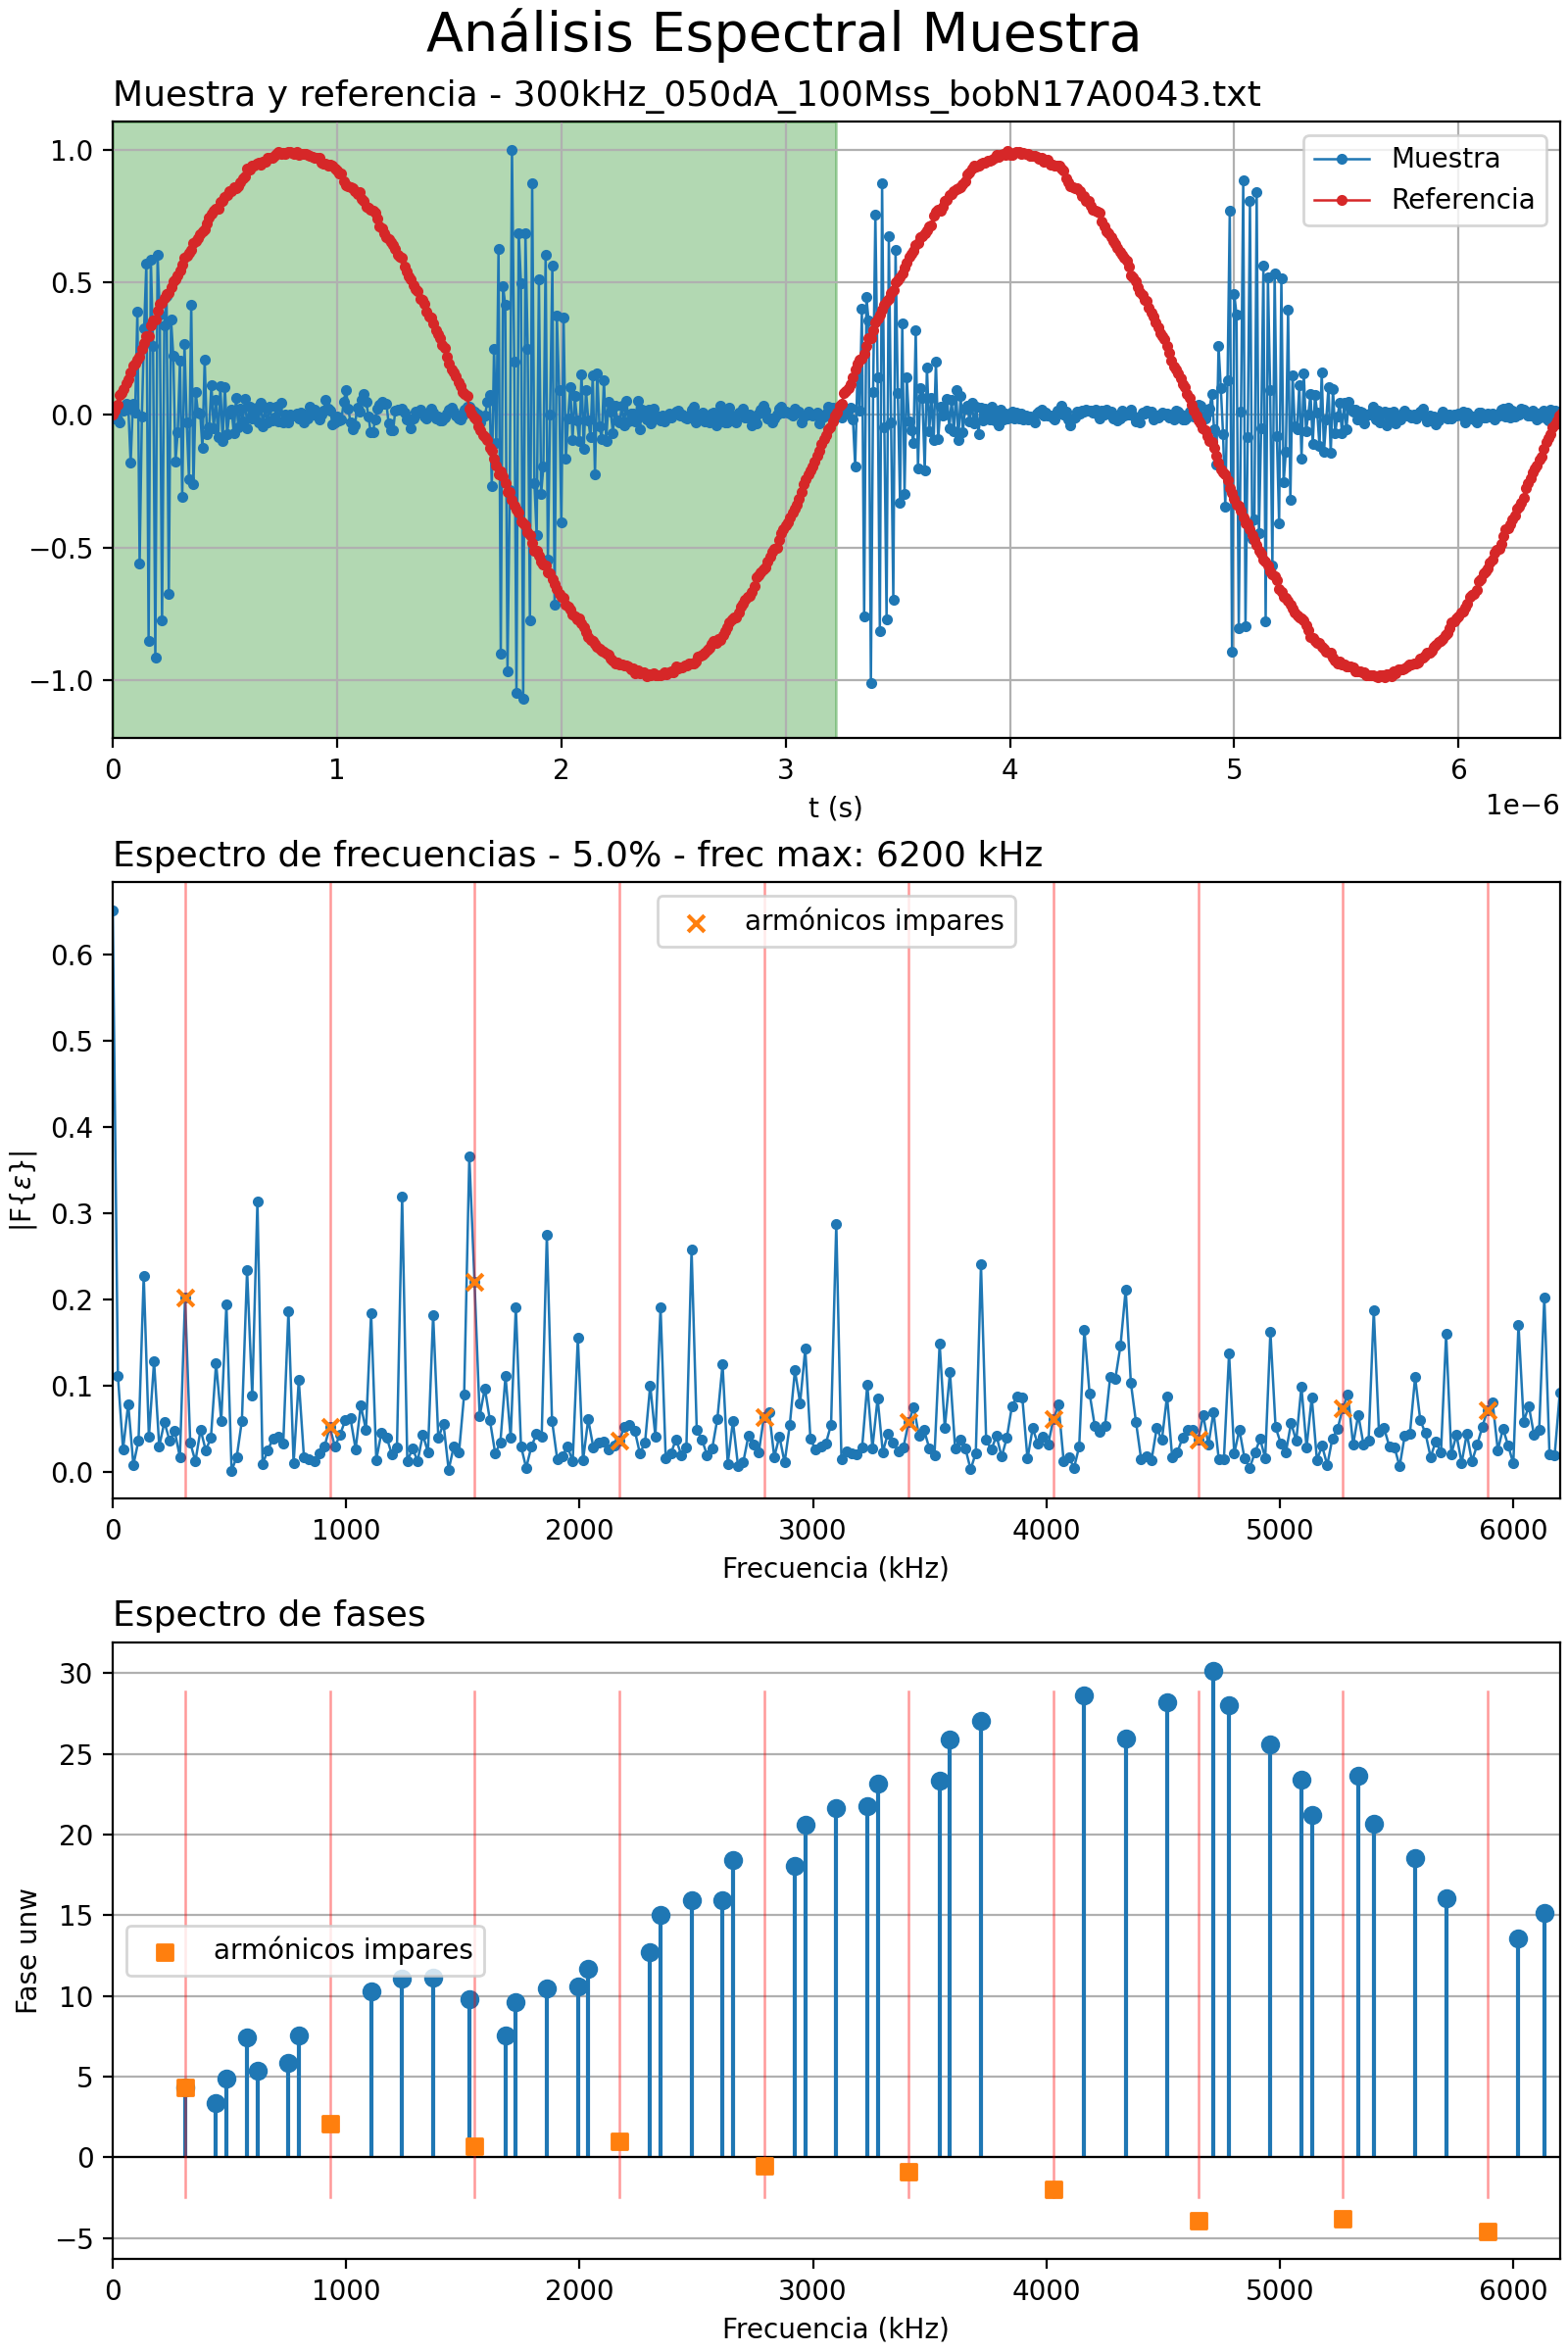 Análisis Espectral Muestra
Muestra y referencia - 300kHz_050dA_100Mss_bobN17A0043.txt
Muestra
Referencia
1.0
0.5
0.0
−0.5
−1.0
0 1 2 3 4 5 6
t (s)
1e−6
Espectro de frecuencias - 5.0% - frec max: 6200 kHz
armónicos impares
|F{ε}|
0.6
0.5
0.4
0.3
0.2
0.1
0.0
0 1000 2000 3000 4000 5000 6000
Frecuencia (kHz)
Espectro de fases
armónicos impares
Fase unw
30
25
20
15
10
5
0
−5
0 1000 2000 3000 4000 5000 6000
Frecuencia (kHz)